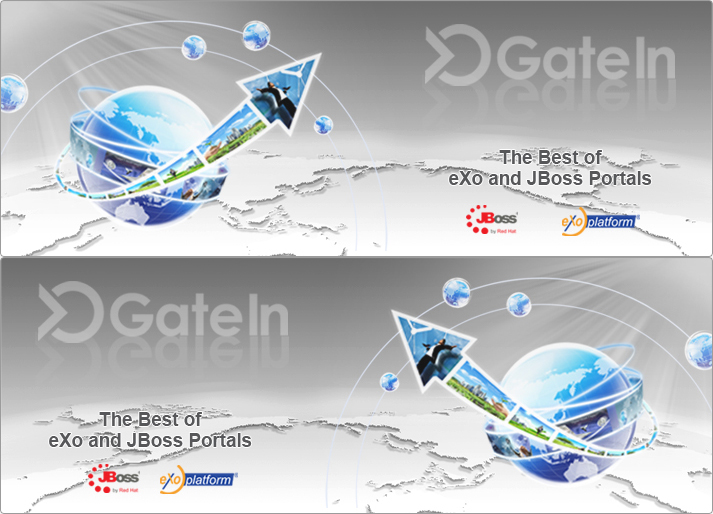 GateIn
The Best of
eXo and JBoss Portals
JBoss
by Red Hat
eXo platform
GateIn
The Best of
eXo and JBoss Portals
JBoss
by Red Hat
eXo platform